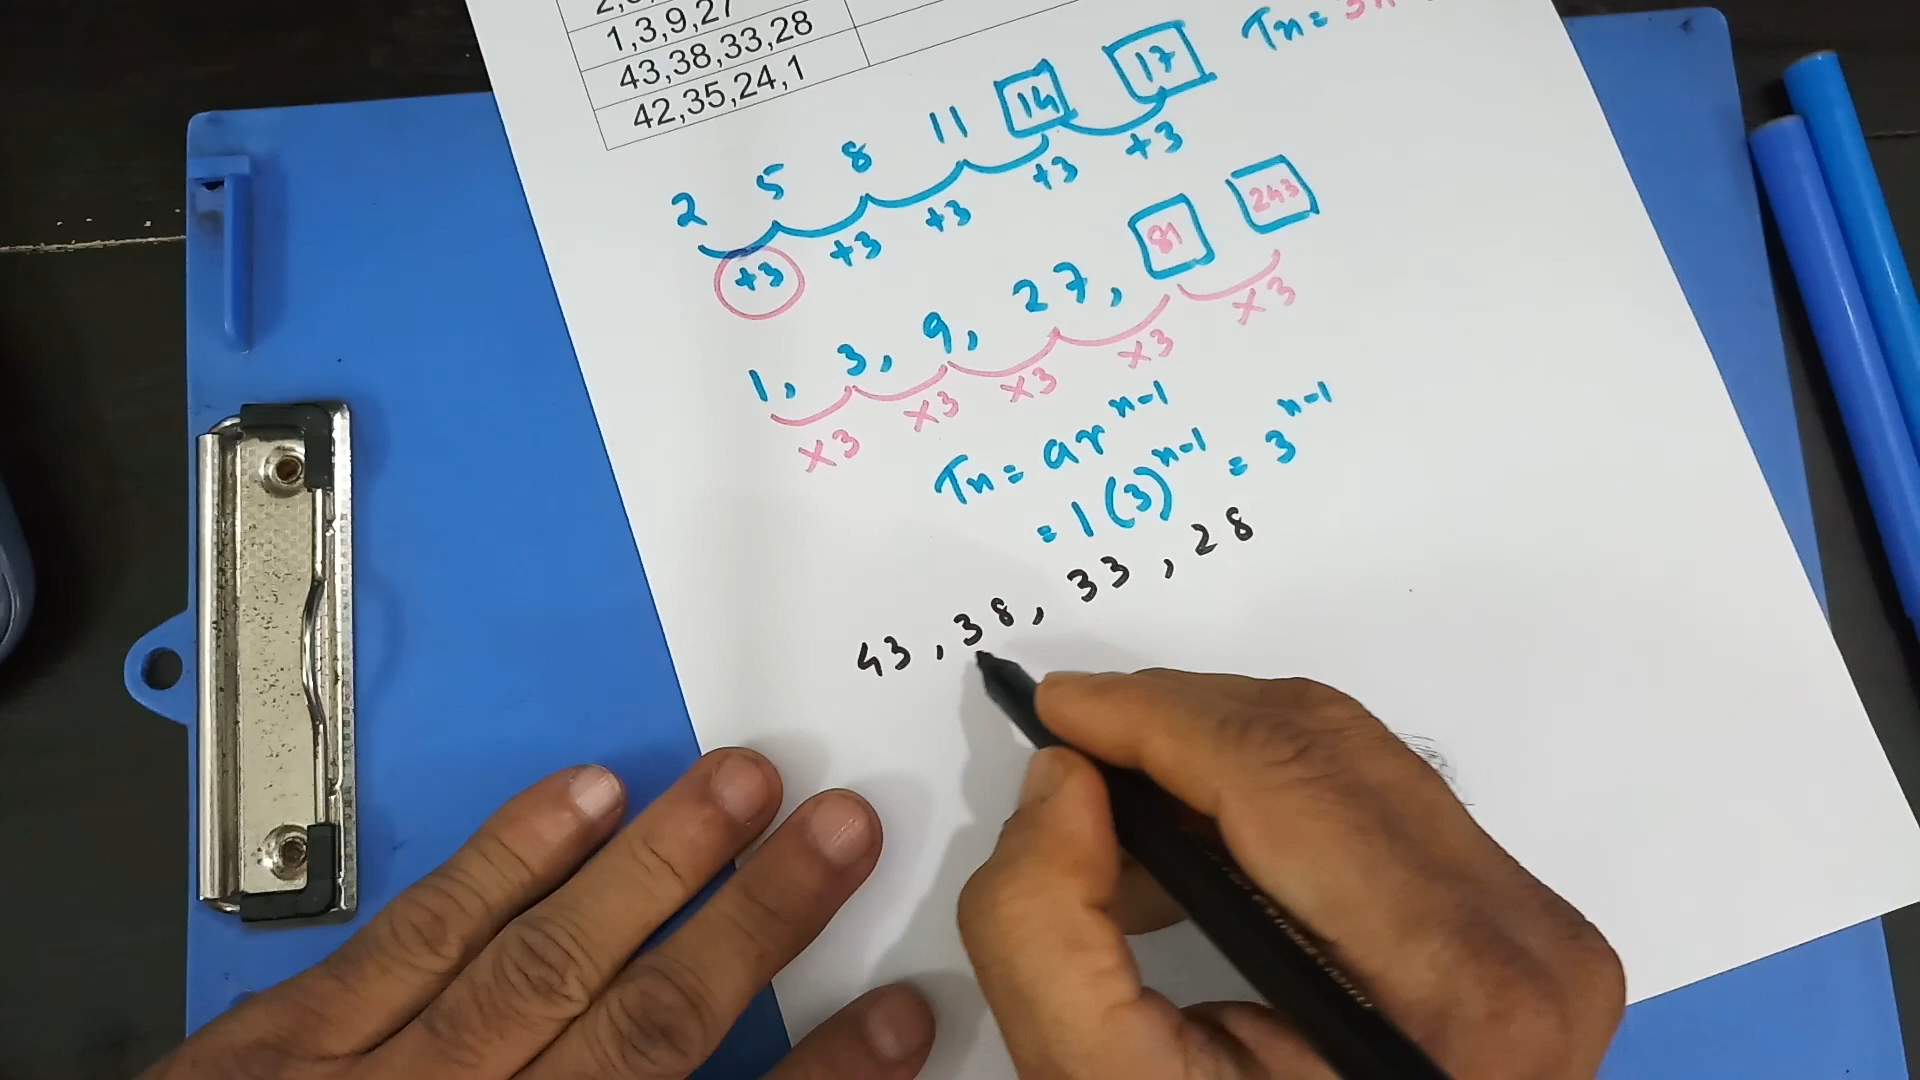 1,3,9,27
43,38,33,28
42,35,24,1
2 5 8 11 14 17
+3 +3 +3 +3 +3
Tn = 3n
1, 3, 9, 27, 81 243
×3 ×3 ×3 ×3 ×3
Tn = ar^n-1
= 1(3)^n-1 = 3^n-1
43, 38, 33, 28